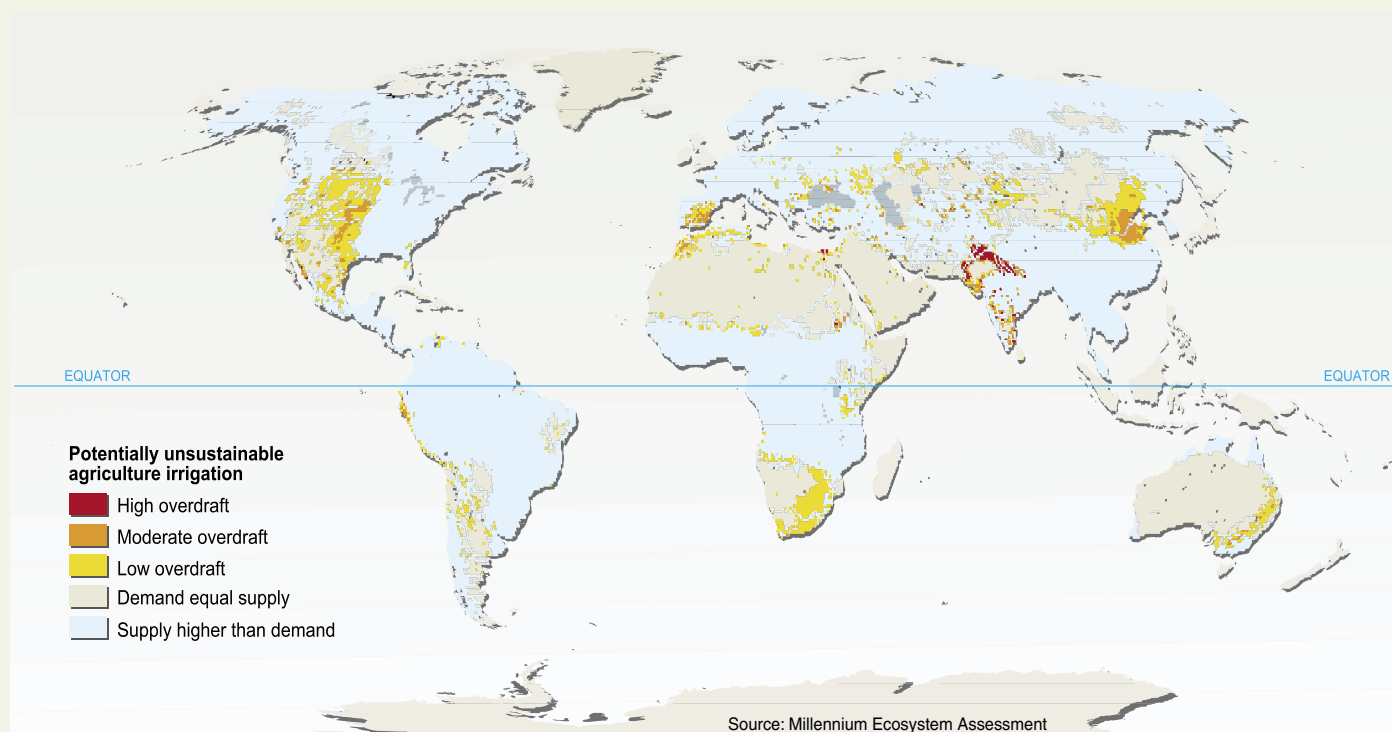 EQUATOR
EQUATOR
Potentially unsustainable
agriculture irrigation
High overdraft
Moderate overdraft
Low overdraft
Demand equal supply
Supply higher than demand
Source: Millennium Ecosystem Assessment